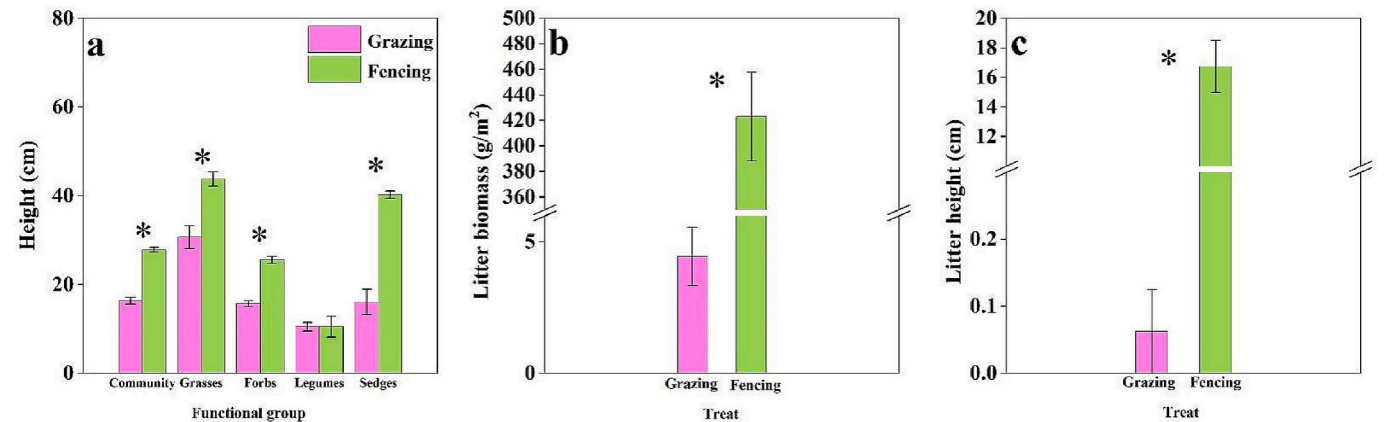 a
Grazing
Fencing
Height (cm)
80
60
40
20
0
*
*
*
*
Community Grasses Forbs Legumes Sedges
Functional group
b
Litter biomass (g/m²)
500
480
460
440
420
400
380
360
5
0
*
Grazing Fencing
Treat
c
Litter height (cm)
20
18
16
14
12
0.2
0.1
0.0
*
Grazing Fencing
Treat